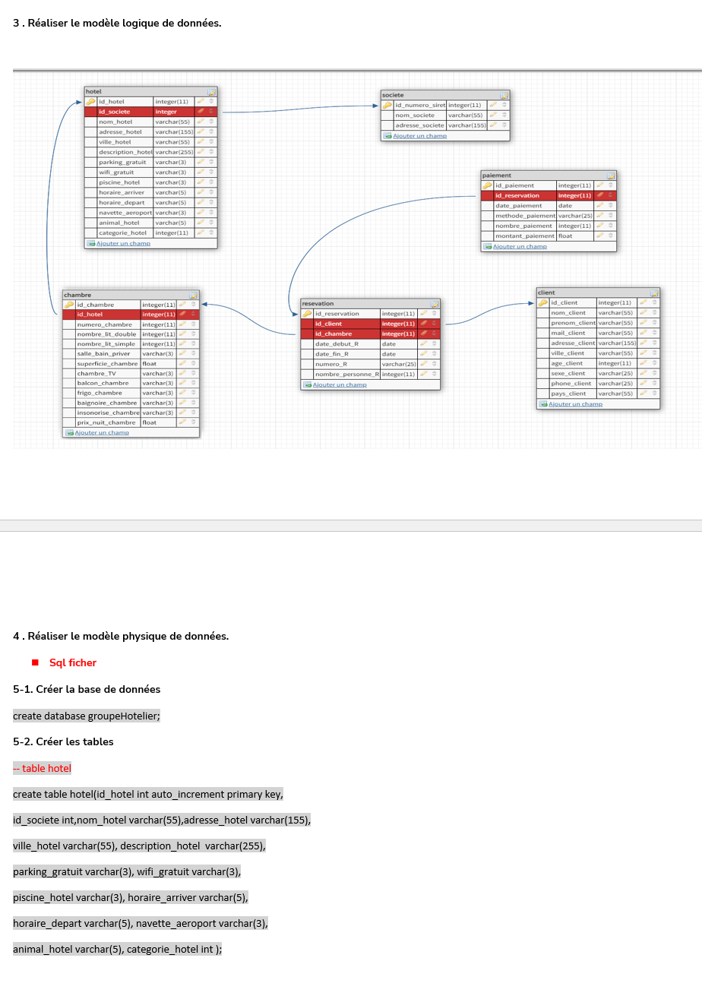 3 . Réaliser le modèle logique de données.
hotel
id_hotel integer(11)
id_societe integer
nom_hotel varchar(55)
adresse_hotel varchar(155)
ville_hotel varchar(55)
description_hotel varchar(255)
parking_gratuit varchar(3)
wifi_gratuit varchar(3)
piscine_hotel varchar(3)
horaire_arriver varchar(5)
horaire_depart varchar(5)
navette_aeroport varchar(3)
animal_hotel varchar(5)
categorie_hotel integer(11)
Ajouter un champ
societe
id_numero_siret integer(11)
nom_societe varchar(55)
adresse_societe varchar(155)
Ajouter un champ
paiement
id_paiement integer(11)
id_reservation integer(11)
date_paiement date
methode_paiement varchar(25)
nombre_paiement integer(11)
montant_paiement float
Ajouter un champ
chambre
id_chambre integer(11)
id_hotel integer(11)
numero_chambre integer(11)
nombre_lit_double integer(11)
nombre_lit_simple integer(11)
salle_bain_priver varchar(3)
superficie_chambre float
chambre_TV varchar(3)
balcon_chambre varchar(3)
frigo_chambre varchar(3)
baignoire_chambre varchar(3)
insonorise_chambre varchar(3)
prix_nuit_chambre float
Ajouter un champ
resevation
id_reservation integer(11)
id_client integer(11)
id_chambre integer(11)
date_debut_R date
date_fin_R date
numero_R varchar(25)
nombre_personne_R integer(11)
Ajouter un champ
client
id_client integer(11)
nom_client varchar(55)
prenom_client varchar(55)
mail_client varchar(55)
adresse_client varchar(155)
ville_client varchar(55)
age_client integer(11)
sexe_client varchar(25)
phone_client varchar(25)
pays_client varchar(55)
Ajouter un champ
4 . Réaliser le modèle physique de données.
■ Sql ficher
5-1. Créer la base de données
create database groupeHotelier;
5-2. Créer les tables
-- table hotel
create table hotel(id_hotel int auto_increment primary key,
id_societe int,nom_hotel varchar(55),adresse_hotel varchar(155),
ville_hotel varchar(55), description_hotel  varchar(255),
parking_gratuit varchar(3), wifi_gratuit varchar(3),
piscine_hotel varchar(3), horaire_arriver varchar(5),
horaire_depart varchar(5), navette_aeroport varchar(3),
animal_hotel varchar(5), categorie_hotel int );